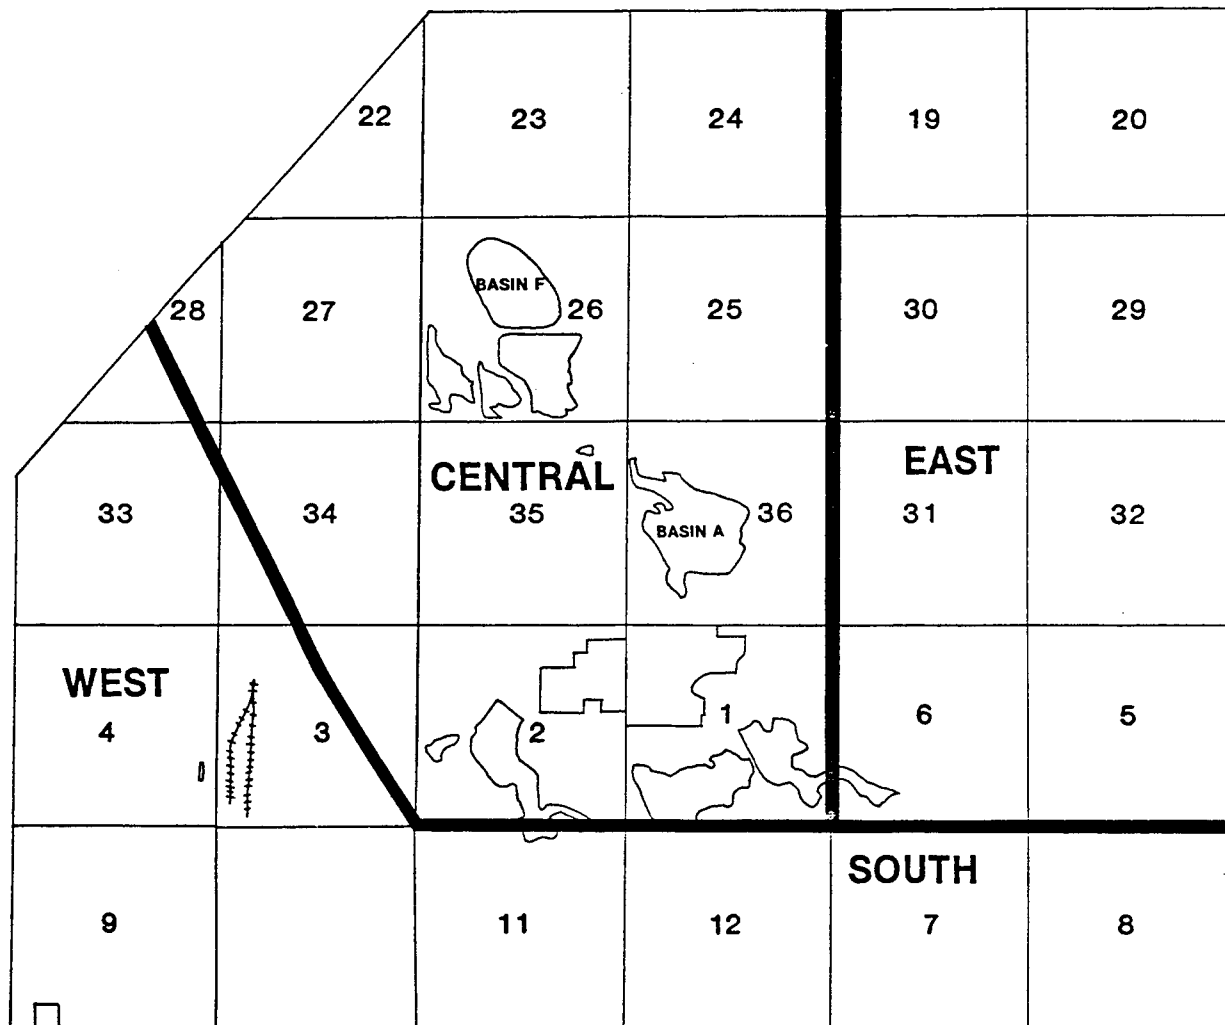 22 23 24 19 20
BASIN F
28 27 26 25 30 29
CENTRAL EAST
33 34 35 36 31 32
BASIN A
WEST
4 3 2 1 6 5
SOUTH
9 11 12 7 8